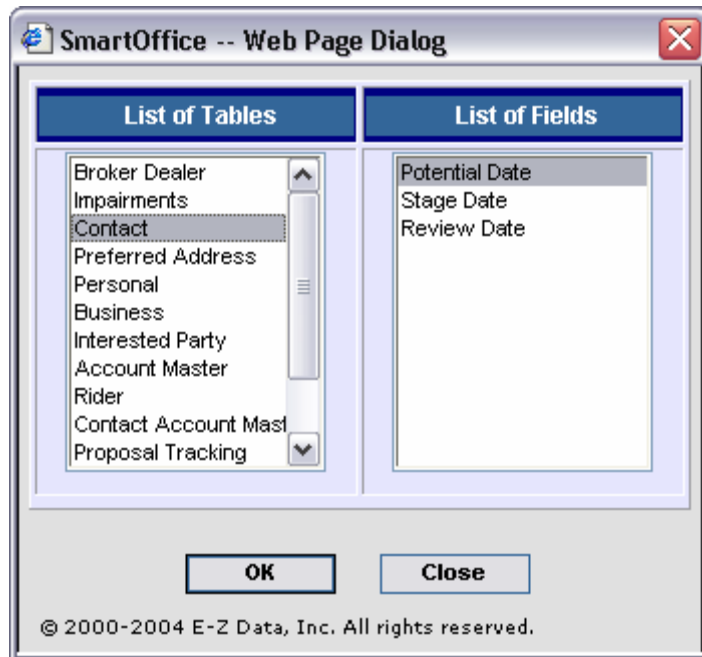 SmartOffice -- Web Page Dialog
List of Tables
Broker Dealer
Impairments
Contact
Preferred Address
Personal
Business
Interested Party
Account Master
Rider
Contact Account Mast
Proposal Tracking
List of Fields
Potential Date
Stage Date
Review Date
OK
Close
© 2000-2004 E-Z Data, Inc. All rights reserved.